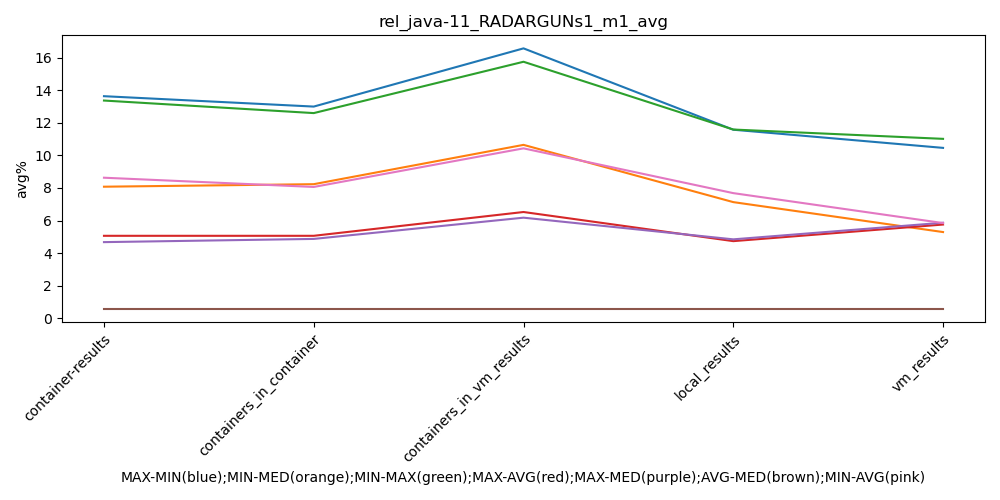 rel_java-11_RADARGUNs1_m1_avg
16
14
12
10
8
6
4
2
0
avg%
container-results
containers_in_container
containers_in_vm_results
local_results
vm_results
MAX-MIN(blue);MIN-MED(orange);MIN-MAX(green);MAX-AVG(red);MAX-MED(purple);AVG-MED(brown);MIN-AVG(pink)